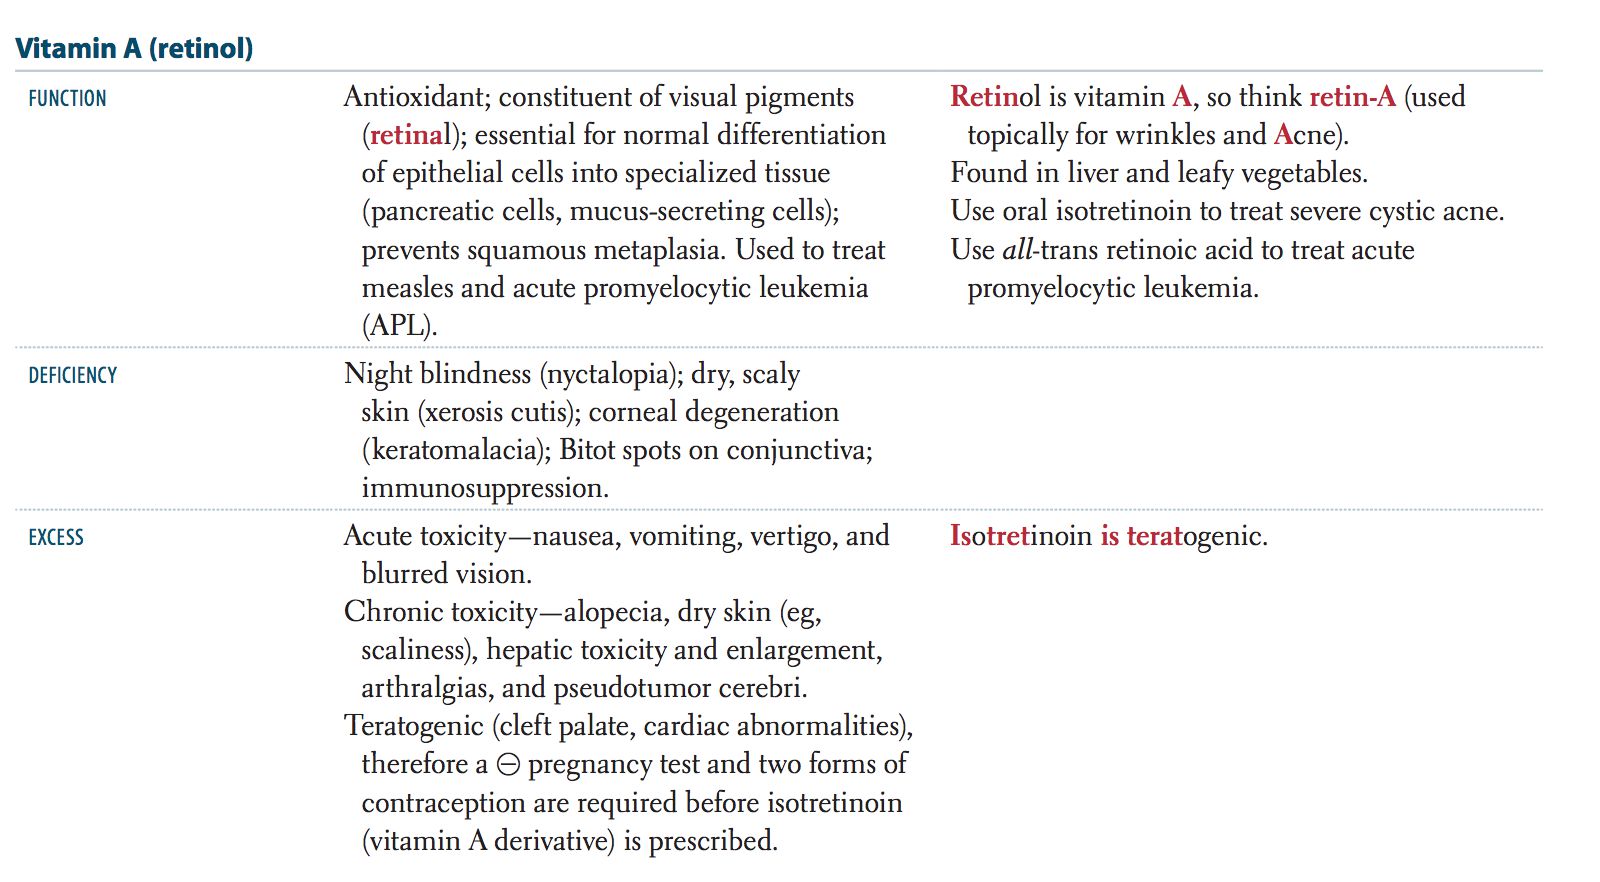 Vitamin A (retinol)
FUNCTION
Antioxidant; constituent of visual pigments
(retinal); essential for normal differentiation
of epithelial cells into specialized tissue
(pancreatic cells, mucus-secreting cells);
prevents squamous metaplasia. Used to treat
measles and acute promyelocytic leukemia
(APL).
Retinol is vitamin A, so think retin-A (used
topically for wrinkles and Acne).
Found in liver and leafy vegetables.
Use oral isotretinoin to treat severe cystic acne.
Use all-trans retinoic acid to treat acute
promyelocytic leukemia.
DEFICIENCY
Night blindness (nyctalopia); dry, scaly
skin (xerosis cutis); corneal degeneration
(keratomalacia); Bitot spots on conjunctiva;
immunosuppression.
EXCESS
Acute toxicity—nausea, vomiting, vertigo, and
blurred vision.
Chronic toxicity—alopecia, dry skin (eg,
scaliness), hepatic toxicity and enlargement,
arthralgias, and pseudotumor cerebri.
Teratogenic (cleft palate, cardiac abnormalities),
therefore a ⊖ pregnancy test and two forms of
contraception are required before isotretinoin
(vitamin A derivative) is prescribed.
Isotretinoin is teratogenic.